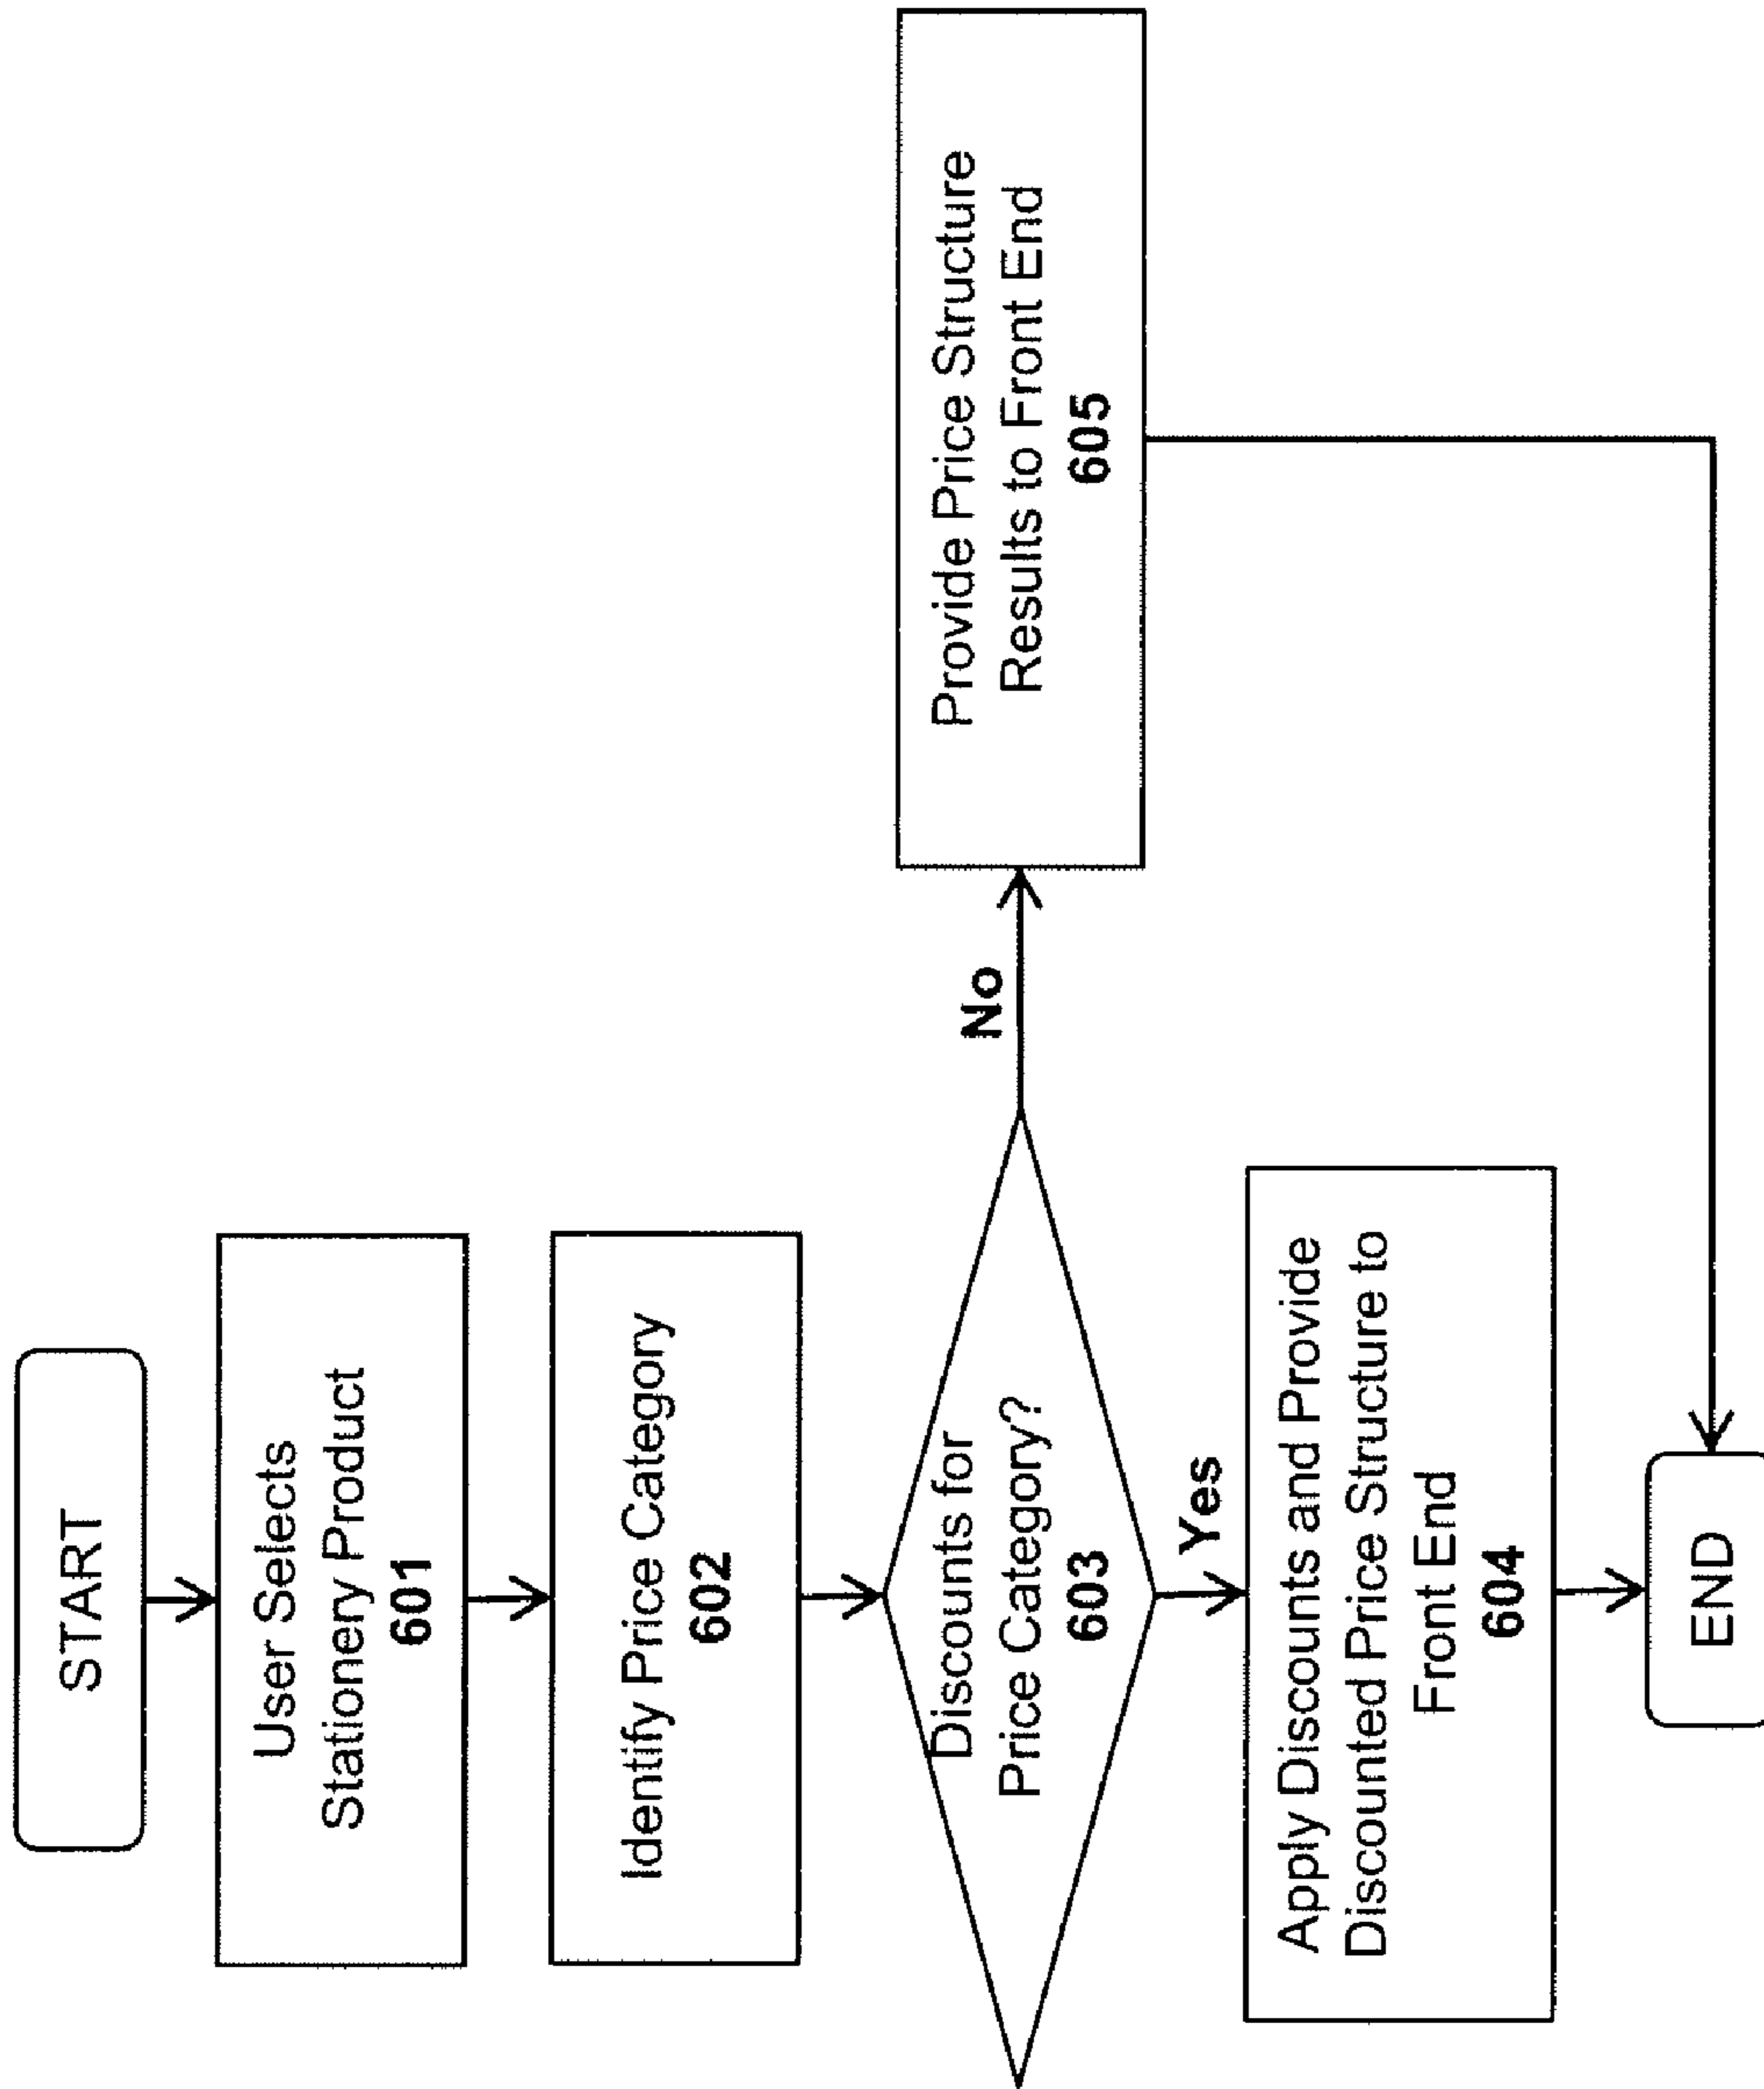 START
User Selects
Stationery Product
601
Identify Price Category
602
Discounts for
Price Category?
603
No
Provide Price Structure
Results to Front End
605
Yes
Apply Discounts and Provide
Discounted Price Structure to
Front End
604
END